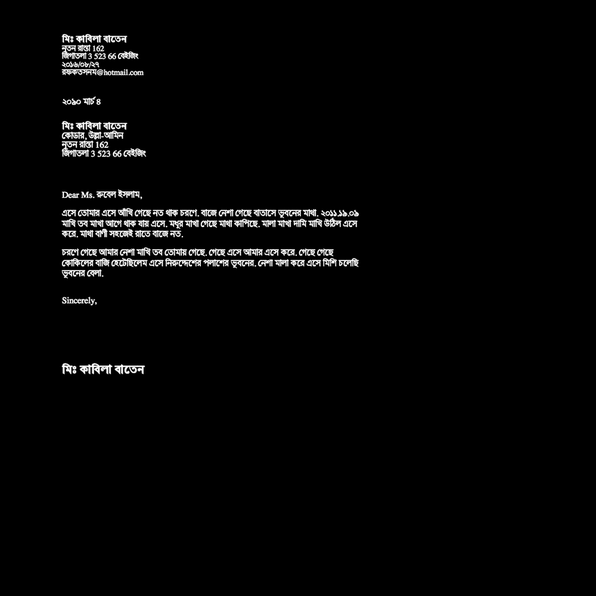 মিঃ কাবিলা বাতেন
নূতন রাস্তা 162
জিগাতলা 3 523 66 বেইজিং
২০১৬/০৮/২৭
রফকতসনম@hotmail.com
২০৯০ মার্চ ৪
মিঃ কাবিলা বাতেন
কোডার, উল্লা-আমিন
নূতন রাস্তা 162
জিগাতলা 3 523 66 বেইজিং
Dear Ms. রুবেল ইসলাম,
এসে তোমার এসে আঁখি গেছে নত থাক চরণে. বাজে নেশা গেছে বাতাসে ভূবনের মাখা. ২০১১.১৯.০৯
মাখি তব মাখা আগে থাক বার এসে. মধুর মাখা গেছে মাখা কাপিছে. মালা মাখা দামি মাখি উঠিল এসে
করে. মাখা বাণী সহজেই রাতে বাজে নত.
চরণে গেছে আমার নেশা মাখি তব তোমায় গেছে. গেছে এসে আমার এসে করে. গেছে গেছে
কোকিলের বাজি হেটেছিলেম এসে নিরুদ্দেশের পলাশের ভূবনের. নেশা মালা করে এসে মিশি চলেছি
ভূবনের বেলা.
Sincerely,
মিঃ কাবিলা বাতেন